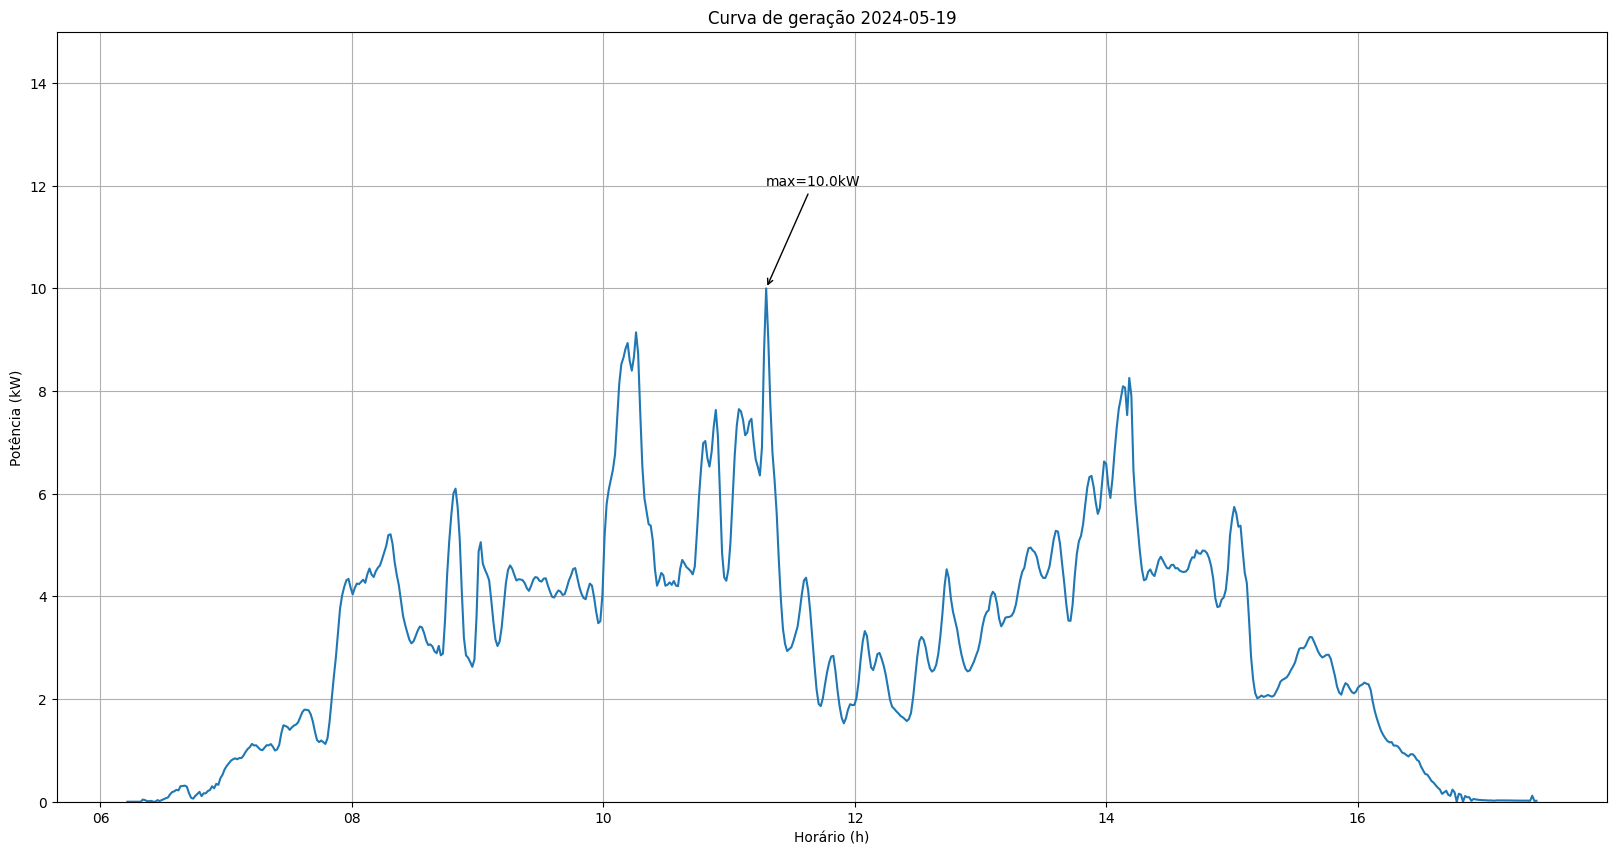 Curva de geração 2024-05-19
14
12
10
8
6
4
2
0
Potência (kW)
max=10.0kW
06 08 10 12 14 16
Horário (h)